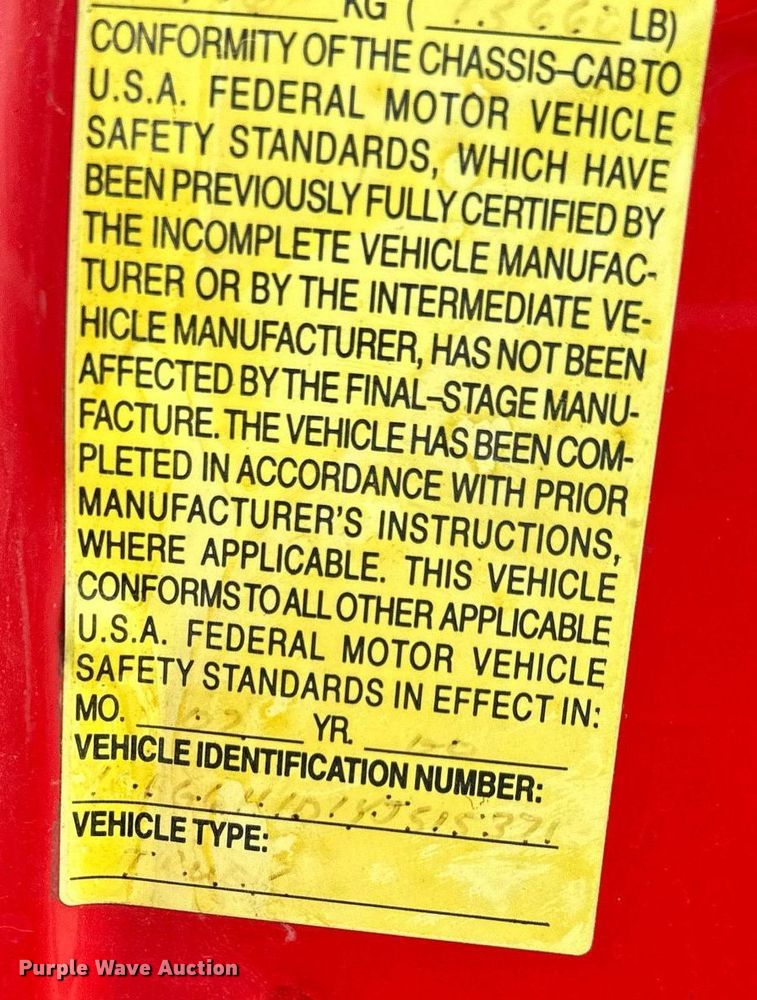 KG ( LB)
CONFORMITY OF THE CHASSIS-CAB TO
U.S.A. FEDERAL MOTOR VEHICLE
SAFETY STANDARDS, WHICH HAVE
BEEN PREVIOUSLY FULLY CERTIFIED BY
THE INCOMPLETE VEHICLE MANUFAC-
TURER OR BY THE INTERMEDIATE VE-
HICLE MANUFACTURER, HAS NOT BEEN
AFFECTED BY THE FINAL-STAGE MANU-
FACTURE. THE VEHICLE HAS BEEN COM-
PLETED IN ACCORDANCE WITH PRIOR
MANUFACTURER'S INSTRUCTIONS,
WHERE APPLICABLE. THIS VEHICLE
CONFORMS TO ALL OTHER APPLICABLE
U.S.A. FEDERAL MOTOR VEHICLE
SAFETY STANDARDS IN EFFECT IN:
MO. YR.
VEHICLE IDENTIFICATION NUMBER:
VEHICLE TYPE:
Purple Wave Auction